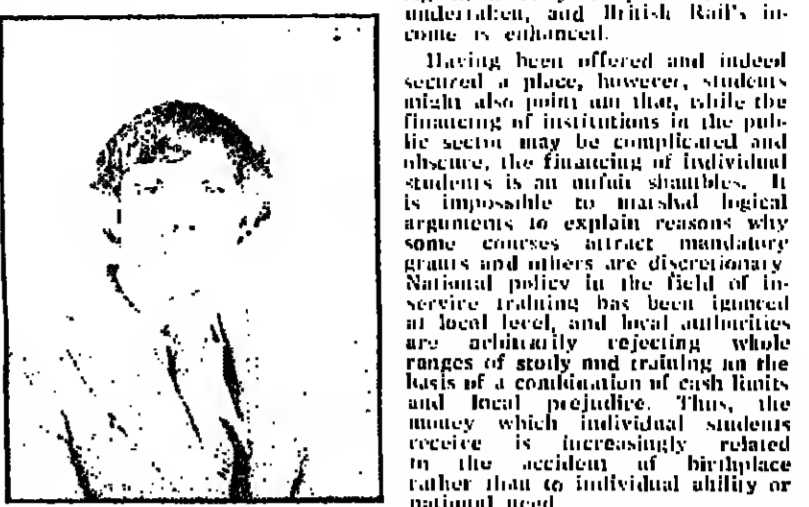 undertaken, and British Rail's in-
come is enhanced.
Having been offered and indeed
secured a place, however, students
might also point out that, while the
financing of institutions in the pub-
lic sector may be complicated and
obscure, the financing of individual
students is an unfair shambles. It
is impossible to marshal logical
arguments to explain reasons why
some courses attract mandatory
grants and others are discretionary
National policy in the field of in-
service training has been ignored
at local level, and local authorities
are arbitrarily rejecting whole
ranges of study and training on the
basis of a combination of cash limits
and local prejudice. Thus, the
money which individual students
receive is increasingly related
to the accident of birthplace
rather than to individual ability or
national need